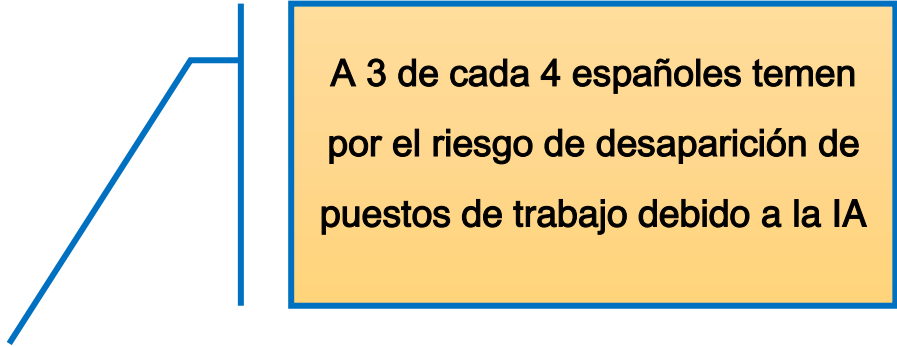 A 3 de cada 4 españoles temen
por el riesgo de desaparición de
puestos de trabajo debido a la IA